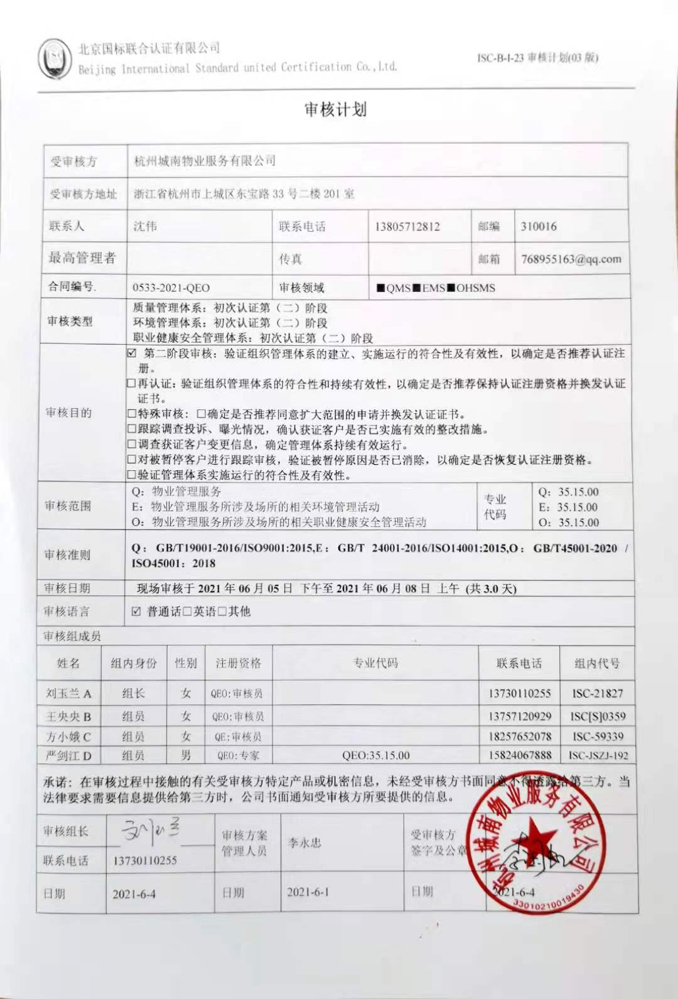 北京国标联合认证有限公司
Beijing International Standard united Certification Co.,Ltd.
ISC-B-I-23 审核计划(03 版)
审核计划
受审核方 杭州城南物业服务有限公司
受审核方地址 浙江省杭州市上城区东宝路 33 号二楼 201 室
联系人 沈伟 联系电话 13805712812 邮编 310016
最高管理者 传真 邮箱 768955163@qq.com
合同编号. 0533-2021-QEO 审核领域 ■QMS■EMS■OHSMS
审核类型
质量管理体系：初次认证第（二）阶段
环境管理体系：初次认证第（二）阶段
职业健康安全管理体系：初次认证第（二）阶段
审核目的
☑ 第二阶段审核：验证组织管理体系的建立、实施运行的符合性及有效性，以确定是否推荐认证注
册。
□再认证：验证组织管理体系的符合性和持续有效性，以确定是否推荐保持认证注册资格并换发认证
证书。
□特殊审核：□确定是否推荐同意扩大范围的申请并换发认证证书。
□跟踪调查投诉、曝光情况，确认获证客户是否已实施有效的整改措施。
□调查获证客户变更信息，确定管理体系持续有效运行。
□对被暂停客户进行跟踪审核，验证被暂停原因是否已消除，以确定是否恢复认证注册资格。
□验证管理体系实施运行的符合性及有效性。
审核范围
Q：物业管理服务
E：物业管理服务所涉及场所的相关环境管理活动
O：物业管理服务所涉及场所的相关职业健康安全管理活动
专业
代码
Q：35.15.00
E：35.15.00
O：35.15.00
审核准则
Q：GB/T19001-2016/ISO9001:2015,E：GB/T 24001-2016/ISO14001:2015,O：GB/T45001-2020 /
ISO45001：2018
审核日期 现场审核于 2021 年 06 月 05 日 下午至 2021 年 06 月 08 日 上午 (共 3.0 天)
审核语言 ☑ 普通话□英语□其他
审核组成员
姓名 组内身份 性别 注册资格 专业代码 联系电话 组内代号
刘玉兰 A 组长 女 QEO:审核员 13730110255 ISC-21827
王央央 B 组员 女 QEO:审核员 13757120929 ISC[S]0359
方小娥 C 组员 女 QE:审核员 18257652078 ISC-59339
严剑江 D 组员 男 QEO:专家 QEO:35.15.00 15824067888 ISC-JSZJ-192
承诺：在审核过程中接触的有关受审核方特定产品或机密信息，未经受审核方书面同意不得透露给第三方。当
法律要求需要信息提供给第三方时，公司书面通知受审核方所要提供的信息。
审核组长 刘玉兰
联系电话 13730110255
审核方案
管理人员
李永忠
受审核方
签字及公章
日期 2021-6-4 日期 2021-6-1 日期 2021-6-4
杭州城南物业服务有限公司
33010210019430